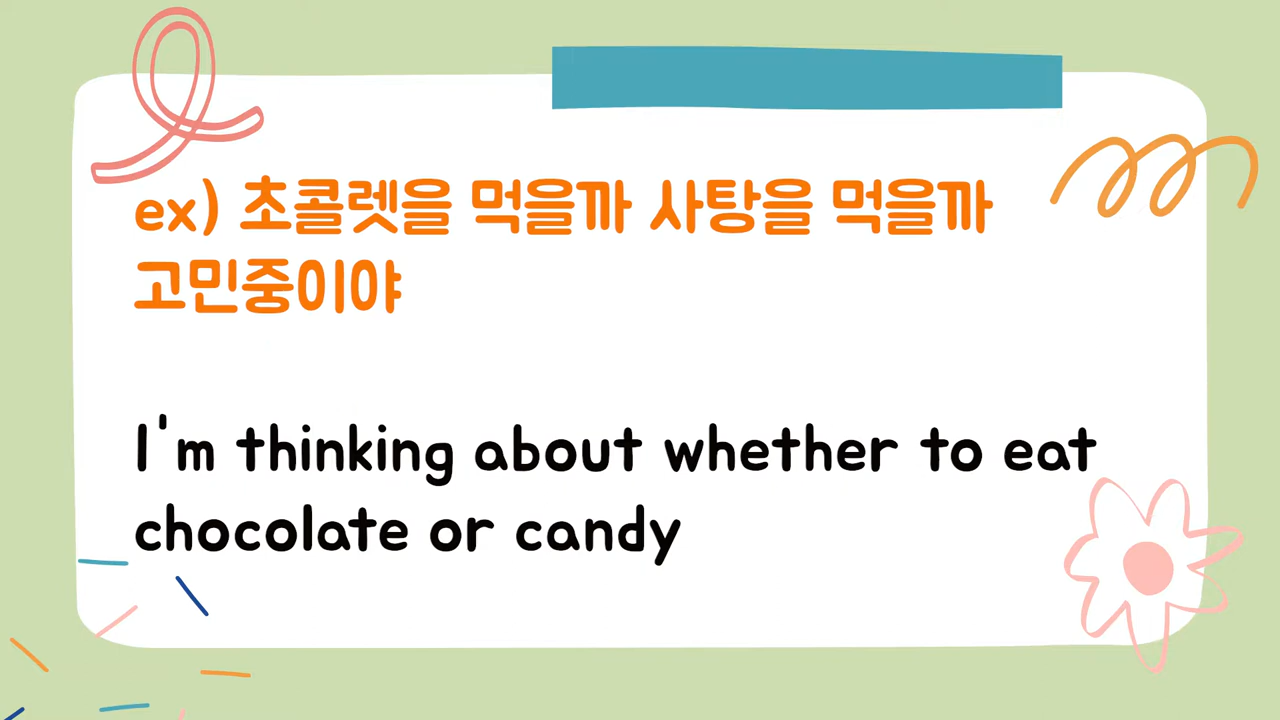 ex) 초콜렛을 먹을까 사탕을 먹을까
고민중이야
I'm thinking about whether to eat
chocolate or candy